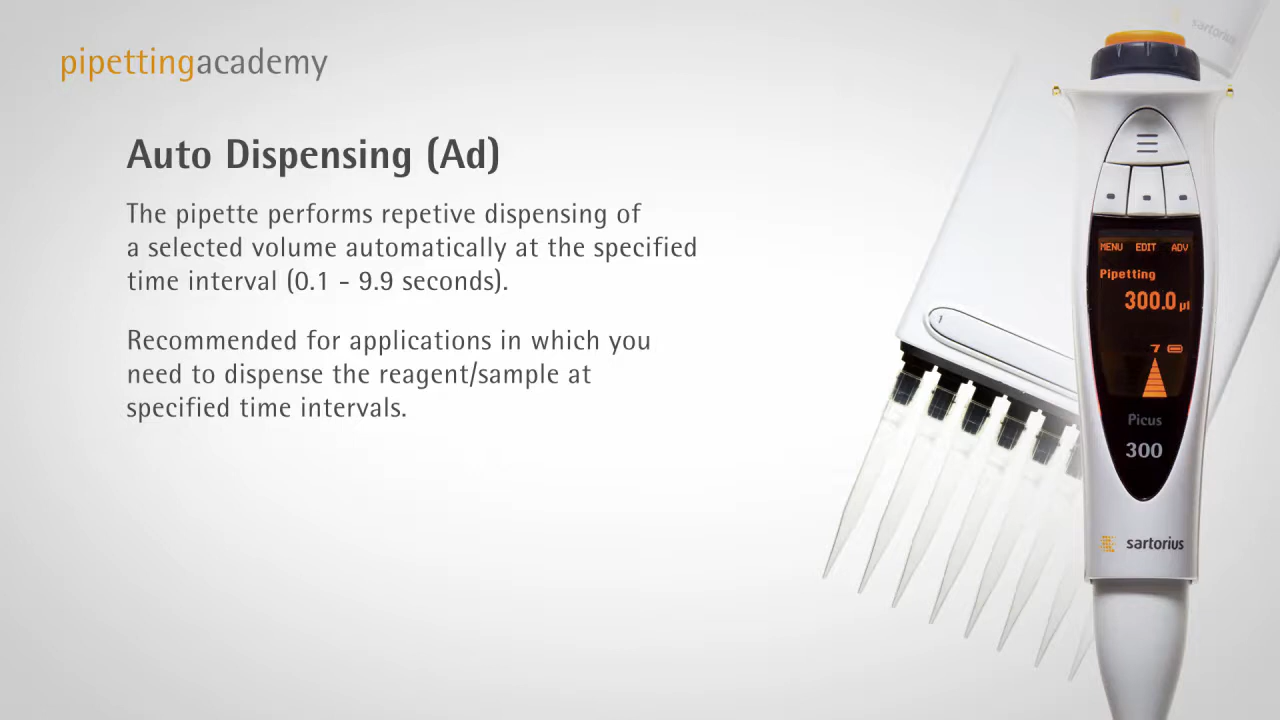 pipettingacademy
sartorius
Auto Dispensing (Ad)
The pipette performs repetive dispensing of
a selected volume automatically at the specified
time interval (0.1 - 9.9 seconds).
Recommended for applications in which you
need to dispense the reagent/sample at
specified time intervals.
MENU EDIT ADV
Pipetting
300.0 µl
7
Picus
300
sartorius